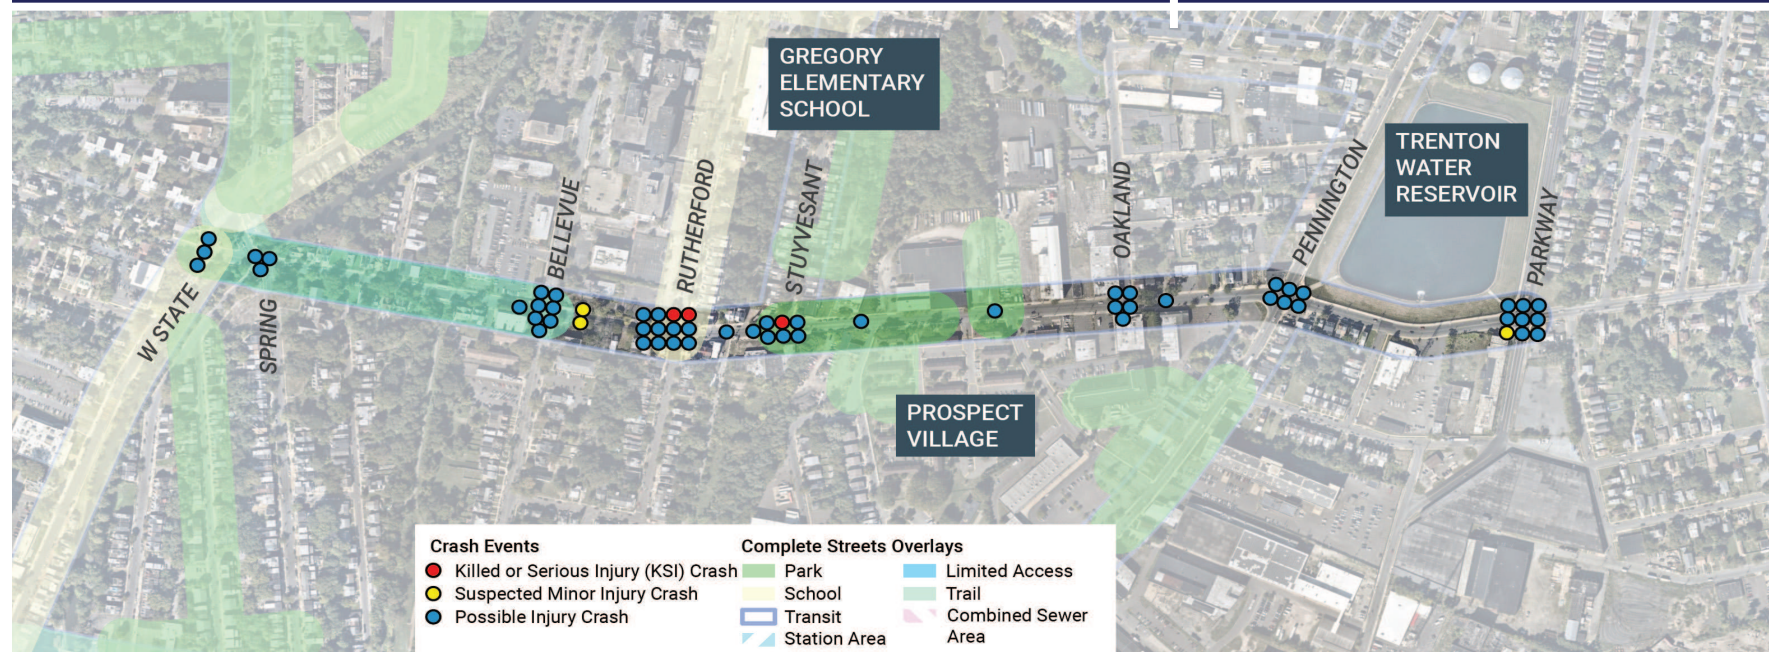 GREGORY
ELEMENTARY
SCHOOL
TRENTON
WATER
RESERVOIR
W STATE
SPRING
BELLEVUE
RUTHERFORD
STUYVESANT
OAKLAND
PENNINGTON
PARKWAY
PROSPECT
VILLAGE
Crash Events
Killed or Serious Injury (KSI) Crash
Suspected Minor Injury Crash
Possible Injury Crash
Complete Streets Overlays
Park
School
Transit
Station Area
Limited Access
Trail
Combined Sewer
Area